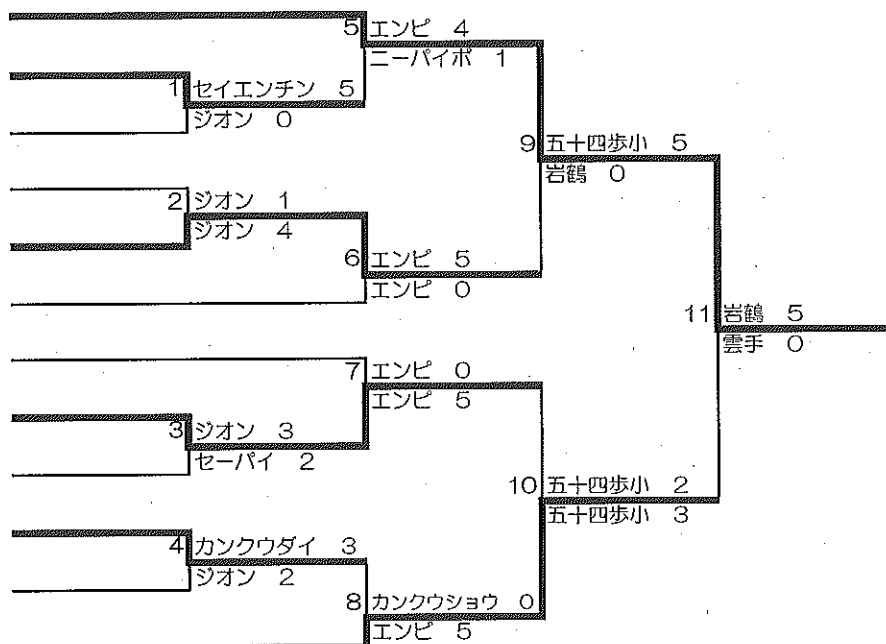 5 エンピ 4
ニーパイポ 1
1 セイエンチン 5
ジオン 0
9 五十四歩小 5
岩鶴 0
2 ジオン 1
ジオン 4
6 エンピ 5
エンピ 0
11 岩鶴 5
雲手 0
7 エンピ 0
エンピ 5
3 ジオン 3
セーパイ 2
10 五十四歩小 2
五十四歩小 3
4 カンクウダイ 3
ジオン 2
8 カンクウショウ 0
エンピ 5